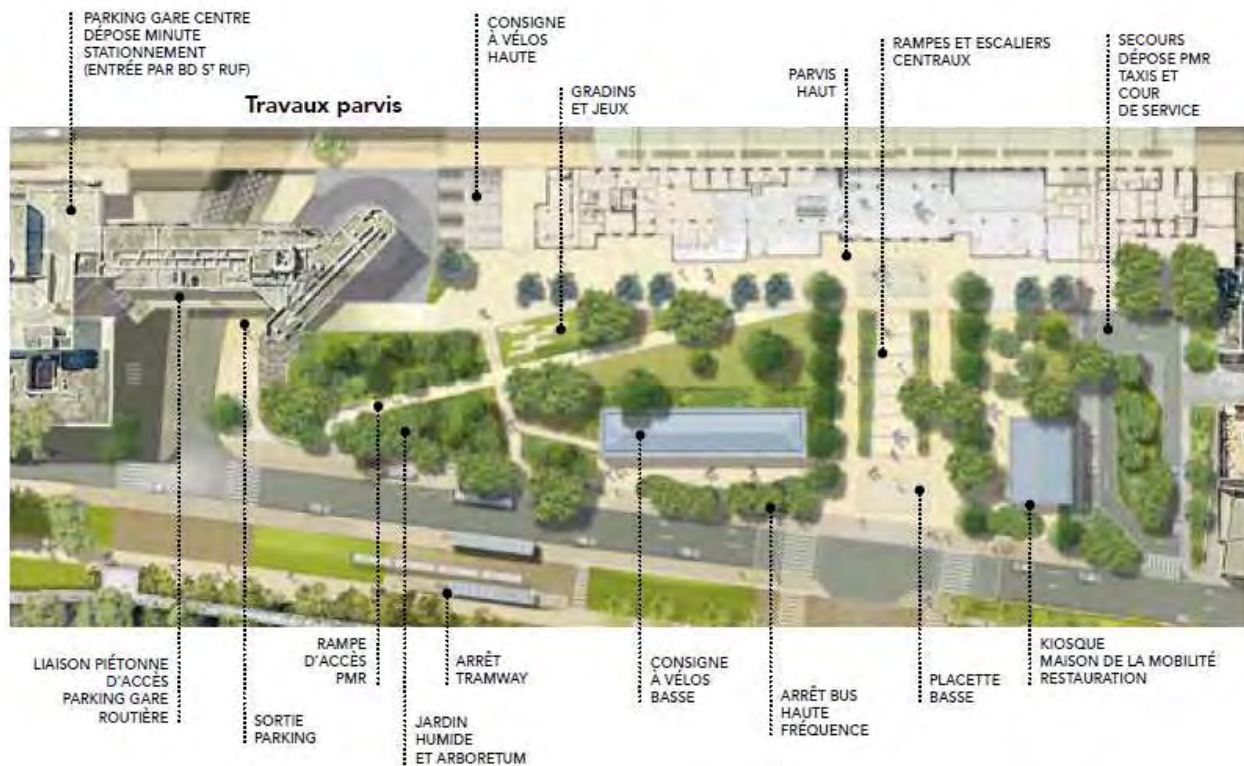 PARKING GARE CENTRE
DÉPOSE MINUTE
STATIONNEMENT
(ENTRÉE PAR BD Sᵀ RUF)
CONSIGNE
À VÉLOS
HAUTE
RAMPES ET ESCALIERS
CENTRAUX
SECOURS
DÉPOSE PMR
TAXIS ET
COUR
DE SERVICE
PARVIS
HAUT
GRADINS
ET JEUX
Travaux parvis
LIAISON PIÉTONNE
D'ACCÈS
PARKING GARE
ROUTIÈRE
SORTIE
PARKING
RAMPE
D'ACCÈS
PMR
JARDIN
HUMIDE
ET ARBORETUM
ARRÊT
TRAMWAY
CONSIGNE
À VÉLOS
BASSE
ARRÊT BUS
HAUTE
FRÉQUENCE
PLACETTE
BASSE
KIOSQUE
MAISON DE LA MOBILITÉ
RESTAURATION